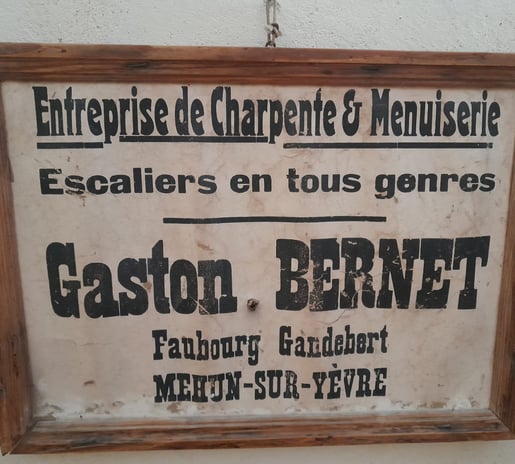 Entreprise de Charpente & Menuiserie
Escaliers en tous genres
Gaston BERNET
Faubourg Gandebert
MEHUN-SUR-YÈVRE